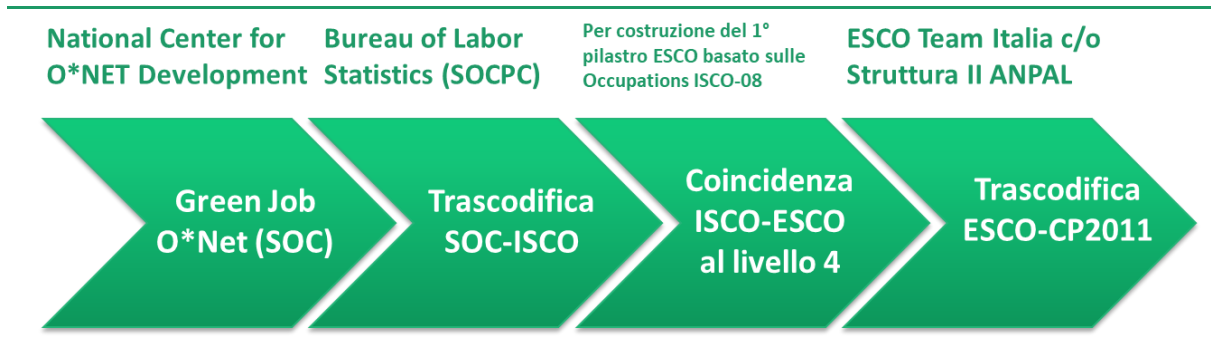 National Center for
O*NET Development
Bureau of Labor
Statistics (SOCPC)
Per costruzione del 1°
pilastro ESCO basato sulle
Occupations ISCO-08
ESCO Team Italia c/o
Struttura II ANPAL
Green Job
O*Net (SOC)
Trascodifica
SOC-ISCO
Coincidenza
ISCO-ESCO
al livello 4
Trascodifica
ESCO-CP2011